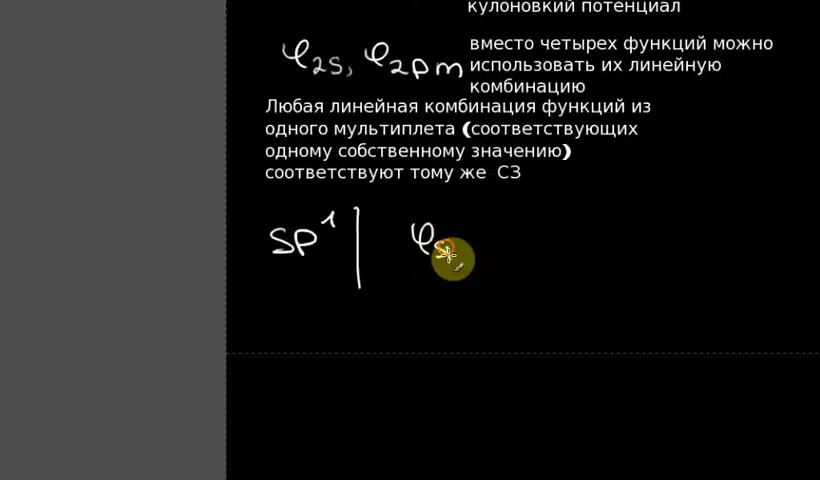 кулоновкий потенциал
φ2s, φ2pm
вместо четырех функций можно
использовать их линейную
комбинацию
Любая линейная комбинация функций из
одного мультиплета (соответствующих
одному собственному значению)
соответствуют тому же СЗ
sp¹ | φs